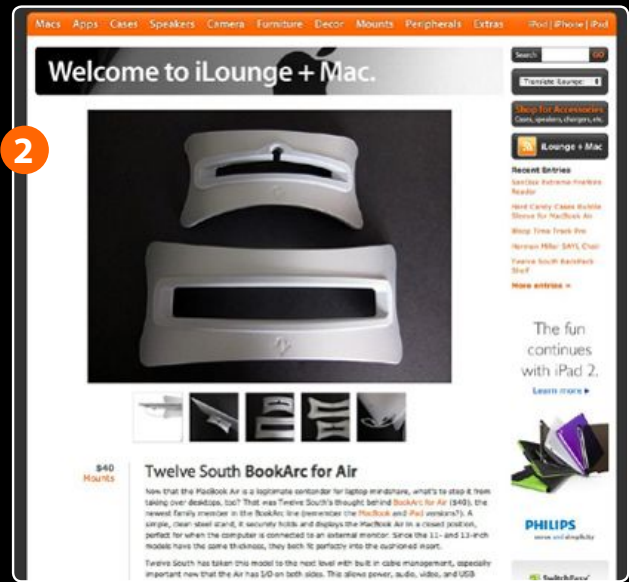 Macs Apps Cases Speakers Camera Furniture Decor Mounts Peripherals Extras iPod | iPhone | iPad
Welcome to iLounge + Mac.
Search GO
Translate iLounge:
Shop for Accessories
Cases, speakers, chargers, etc.
iLounge + Mac
2
Recent Entries
SanDisk Extreme FireWire
Reader
Hard Candy Cases Bubble
Sleeve for MacBook Air
Bloop Time Track Pro
Herman Miller SAYL Chair
Twelve South BackPack
Shelf
More entries »
The fun
continues
with iPad 2.
Learn more
$40
Mounts
Twelve South BookArc for Air
Now that the MacBook Air is a legitimate contender for laptop mindshare, what's to stop it from
taking over desktops, too? That was Twelve South's thought behind BookArc for Air ($40), the
newest family member in the BookArc line (remember the MacBook and iPad versions?). A
simple, clean steel stand, it securely holds and displays the MacBook Air in a closed position,
perfect for when the computer is connected to an external monitor. Since the 11- and 13-inch
models have the same thickness, they both fit perfectly into the cushioned insert.
Twelve South has taken this model to the next level with built in cable management, especially
important now that the Air has I/O on both sides. This allows power, audio, video, and USB
PHILIPS
sense and simplicity
SwitchEasy